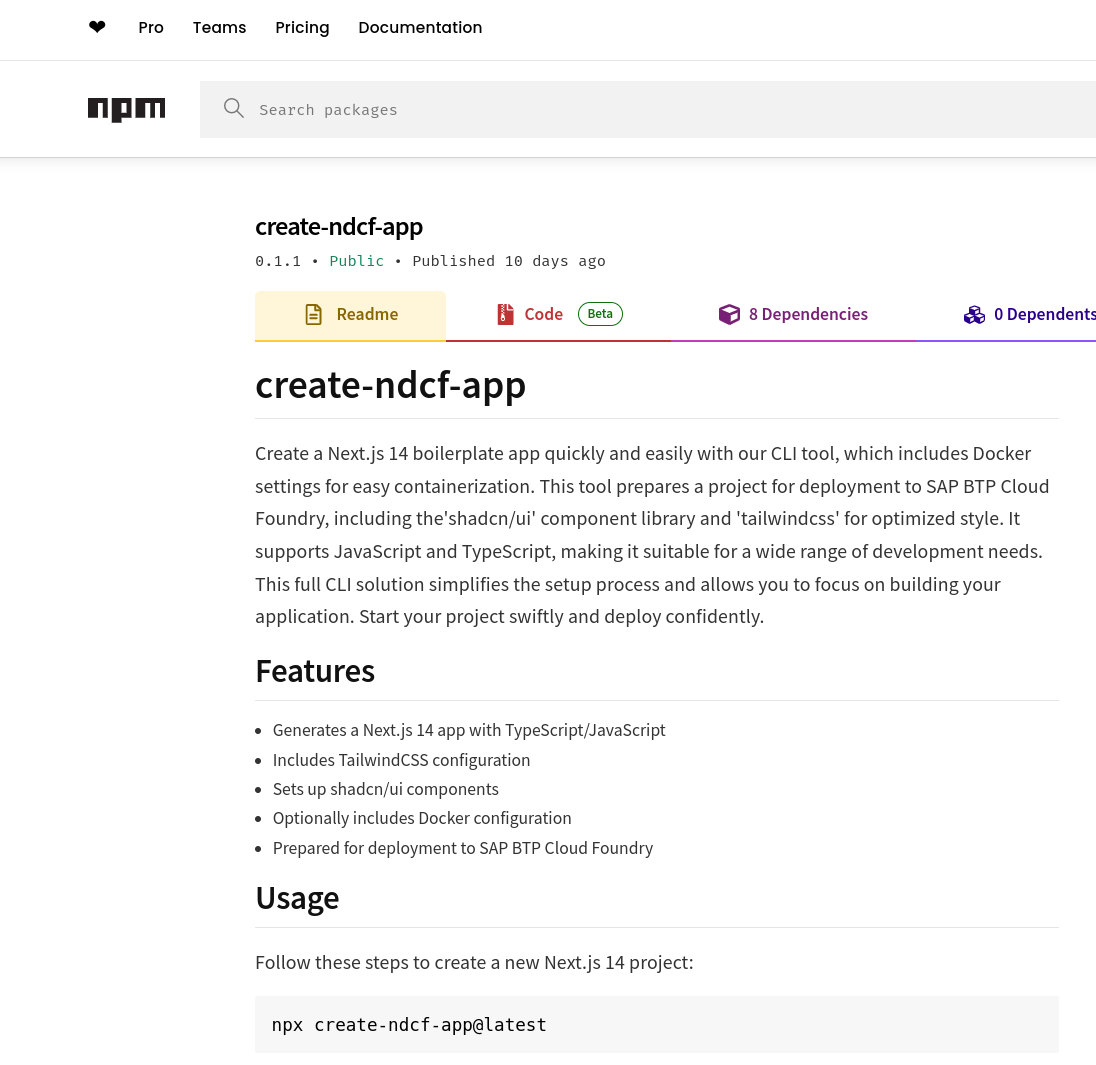 ❤ Pro Teams Pricing Documentation
npm Search packages
create-ndcf-app
0.1.1 • Public • Published 10 days ago
Readme Code Beta 8 Dependencies 0 Dependents
create-ndcf-app
Create a Next.js 14 boilerplate app quickly and easily with our CLI tool, which includes Docker
settings for easy containerization. This tool prepares a project for deployment to SAP BTP Cloud
Foundry, including the'shadcn/ui' component library and 'tailwindcss' for optimized style. It
supports JavaScript and TypeScript, making it suitable for a wide range of development needs.
This full CLI solution simplifies the setup process and allows you to focus on building your
application. Start your project swiftly and deploy confidently.
Features
• Generates a Next.js 14 app with TypeScript/JavaScript
• Includes TailwindCSS configuration
• Sets up shadcn/ui components
• Optionally includes Docker configuration
• Prepared for deployment to SAP BTP Cloud Foundry
Usage
Follow these steps to create a new Next.js 14 project:
npx create-ndcf-app@latest